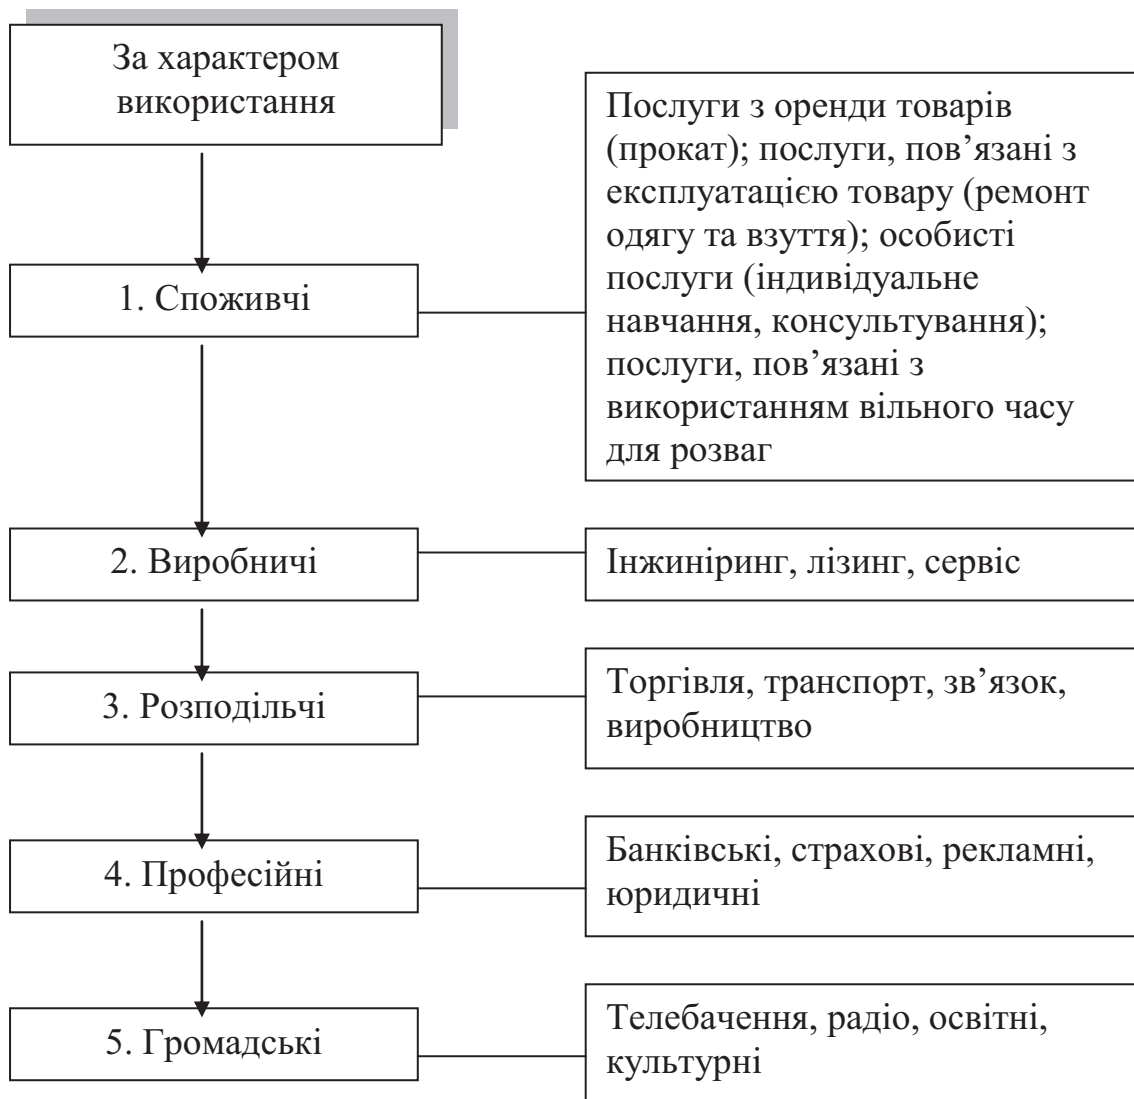 За характером
використання
Послуги з оренди товарів
(прокат); послуги, пов’язані з
експлуатацією товару (ремонт
одягу та взуття); особисті
послуги (індивідуальне
навчання, консультування);
послуги, пов’язані з
використанням вільного часу
для розваг
1. Споживчі
2. Виробничі
Інжиніринг, лізинг, сервіс
3. Розподільчі
Торгівля, транспорт, зв’язок,
виробництво
4. Професійні
Банківські, страхові, рекламні,
юридичні
5. Громадські
Телебачення, радіо, освітні,
культурні